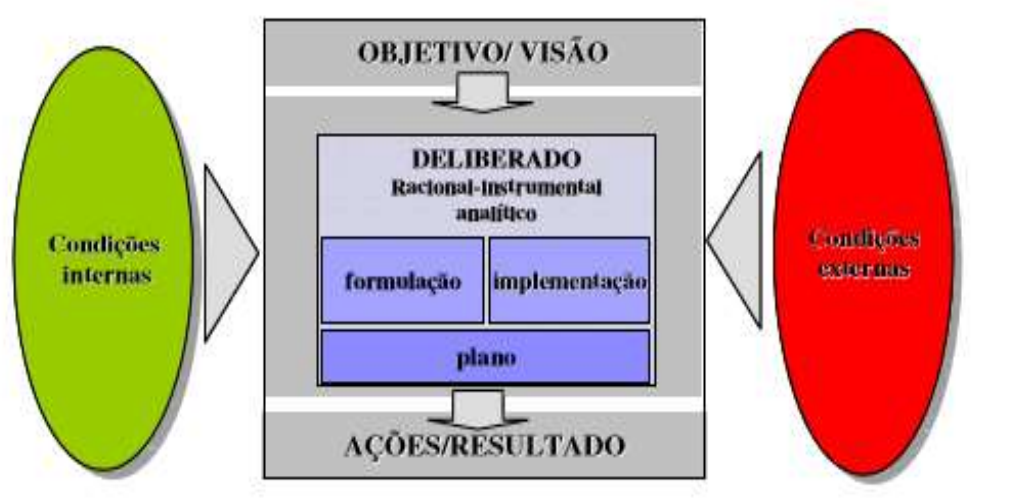 OBJETIVO/ VISÃO
DELIBERADO
Racional-instrumental
analítico
Condições
internas
formulação
implementação
plano
Condições
externas
AÇÕES/RESULTADO